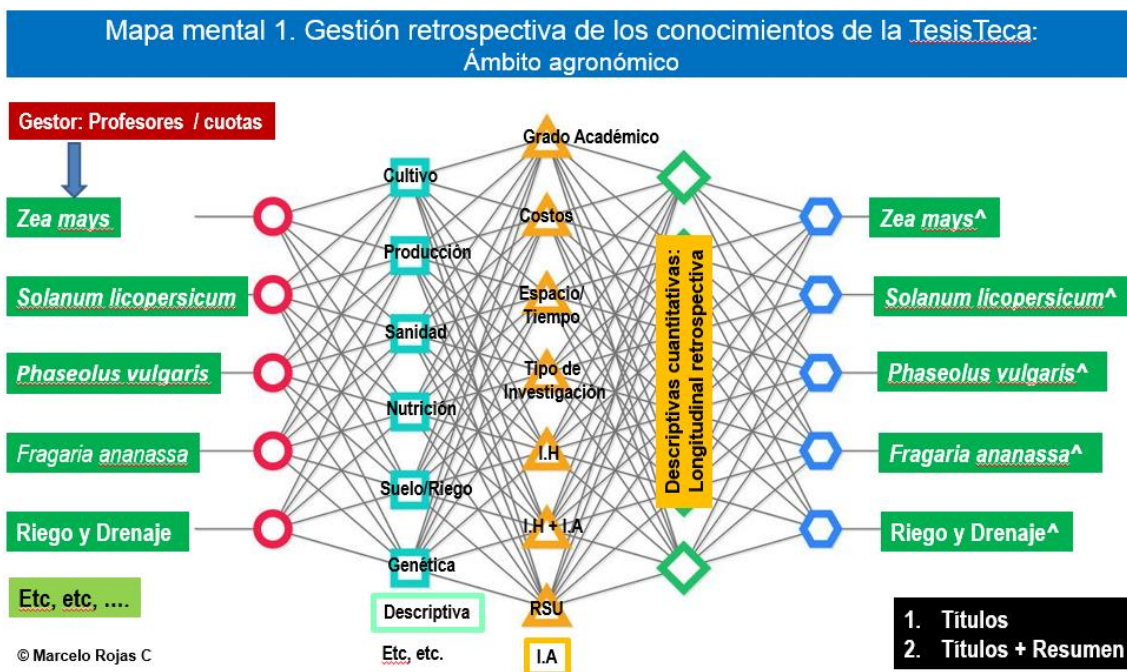 Mapa mental 1. Gestión retrospectiva de los conocimientos de la TesisTeca:
Ámbito agronómico
Gestor: Profesores / cuotas
Zea mays
Solanum licopersicum
Phaseolus vulgaris
Fragaria ananassa
Riego y Drenaje
Etc, etc, ....
© Marcelo Rojas C
Cultivo
Producción
Sanidad
Nutrición
Suelo/Riego
Genética
Descriptiva
Etc, etc.
Grado Académico
Costos
Espacio/
Tiempo
Tipo de
Investigación
I.H
I.H + I.A
RSU
I.A
Descriptivas cuantitativas:
Longitudinal retrospectiva
Zea mays^
Solanum licopersicum^
Phaseolus vulgaris^
Fragaria ananassa^
Riego y Drenaje^
1. Titulos
2. Titulos + Resumen